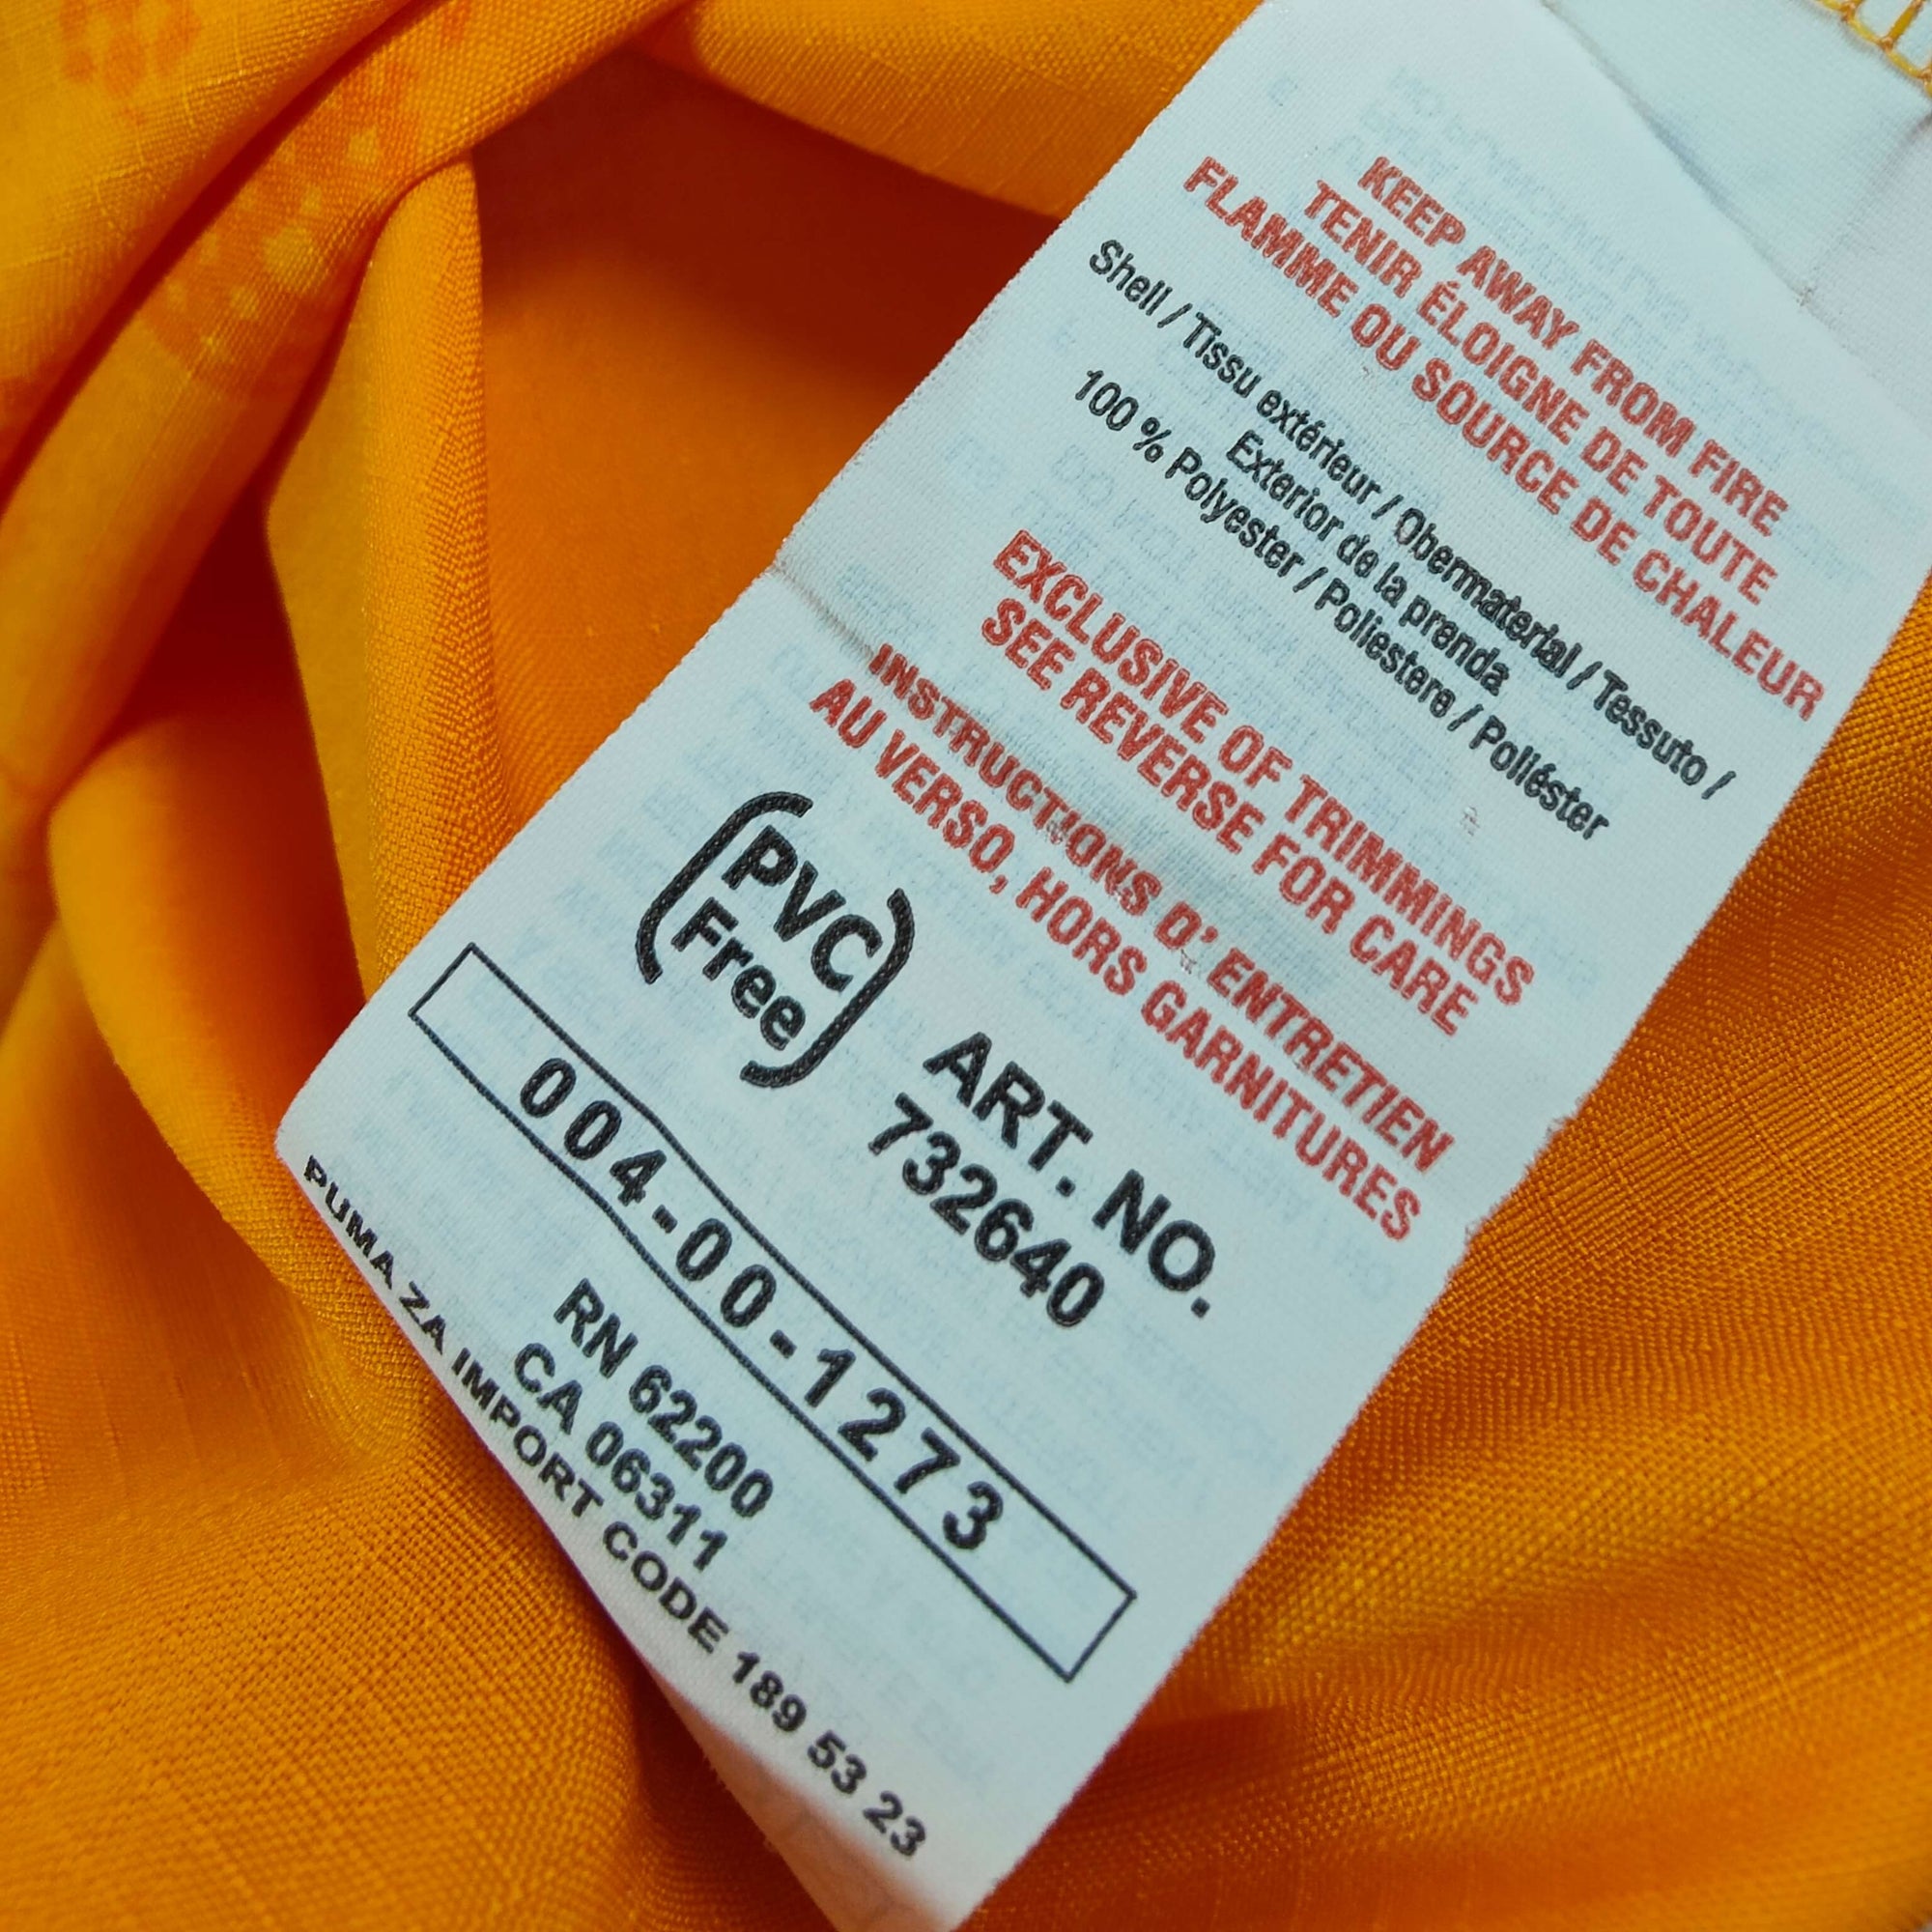 KEEP AWAY FROM FIRE
TENIR ÉLOIGNE DE TOUTE
FLAMME OU SOURCE DE CHALEUR
Shell / Tissu extérieur / Obermaterial / Tessuto /
Exterior de la prenda
100 % Polyester / Poliestere / Poliéster
EXCLUSIVE OF TRIMMINGS
SEE REVERSE FOR CARE
INSTRUCTIONS D' ENTRETIEN
AU VERSO, HORS GARNITURES
PVC
Free
ART. NO.
732640
004-00-1273
RN 62200
CA 06311
PUMA ZA IMPORT CODE 189 53 23